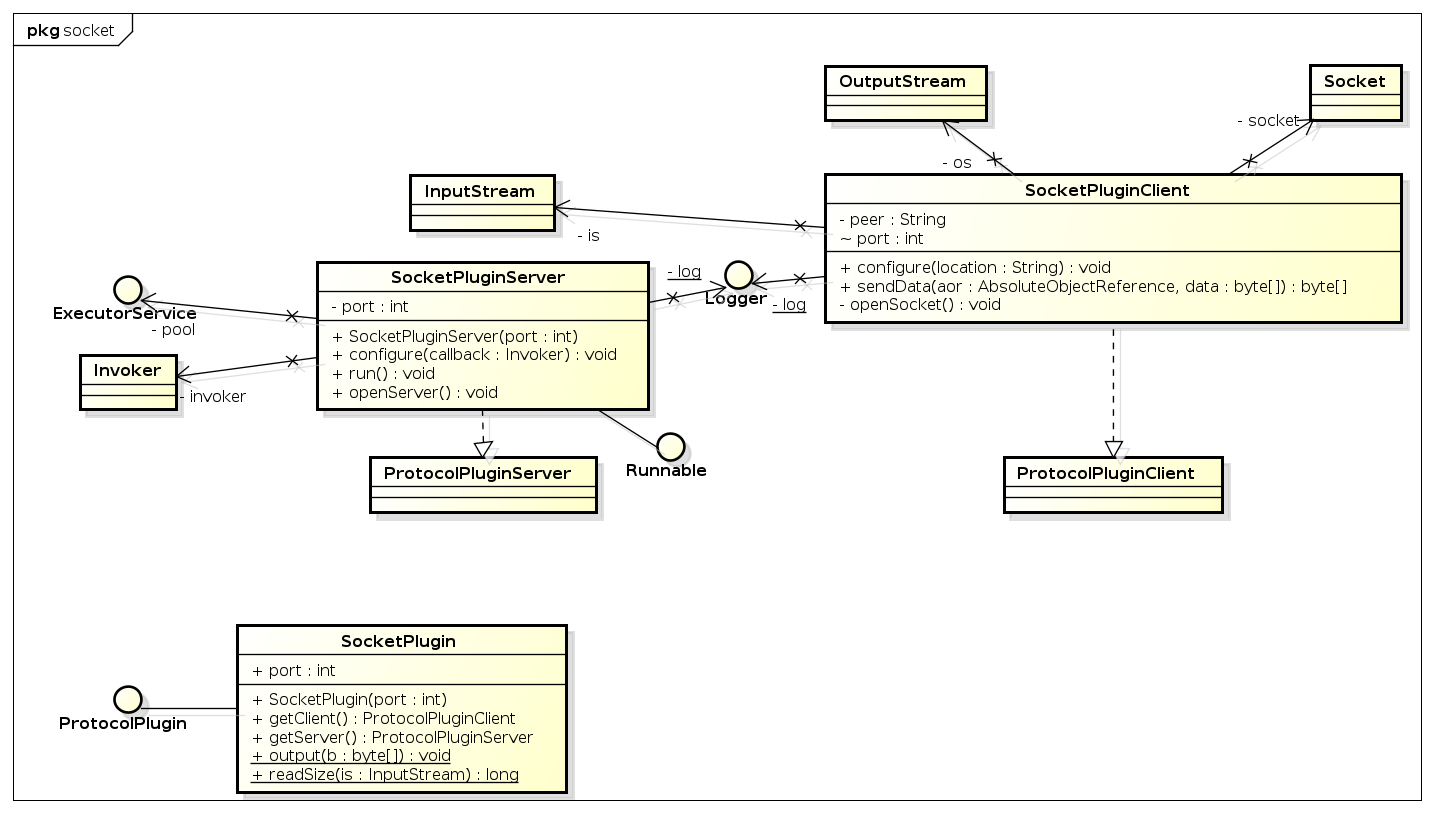 pkg socket
OutputStream
Socket
- socket
- os
InputStream
- is
SocketPluginClient
- peer : String
~ port : int
+ configure(location : String) : void
+ sendData(aor : AbsoluteObjectReference, data : byte[]) : byte[]
- openSocket() : void
SocketPluginServer
- port : int
+ SocketPluginServer(port : int)
+ configure(callback : Invoker) : void
+ run() : void
+ openServer() : void
- log
Logger
- log
ExecutorService
- pool
Invoker
- invoker
ProtocolPluginServer
Runnable
ProtocolPluginClient
SocketPlugin
+ port : int
+ SocketPlugin(port : int)
+ getClient() : ProtocolPluginClient
+ getServer() : ProtocolPluginServer
+ output(b : byte[]) : void
+ readSize(is : InputStream) : long
ProtocolPlugin